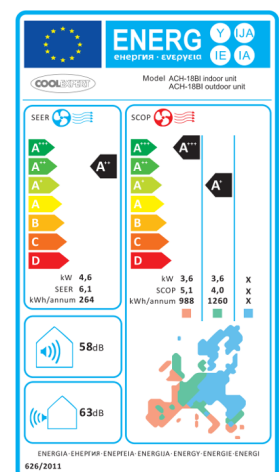 ENERG Y IJA
енергия · ενεργεια IE IA
COOLEXPERT
Model ACH-18BI indoor unit
ACH-18BI outdoor unit
SEER
SCOP
A+++
A++
A+
A
B
C
D
A++
A+++
A++
A+
A
B
C
D
A+++
A+
kW 4,6
SEER 6,1
kWh/annum 264
kW 3,6 3,6 X
SCOP 5,1 4,0 X
kWh/annum 988 1260 X
58dB
63dB
ENERGIA·ЕНЕРГИЯ·ΕΝΕΡΓΕΙΑ·ENERGIJA·ENERGY·ENERGIE·ENERGI
626/2011